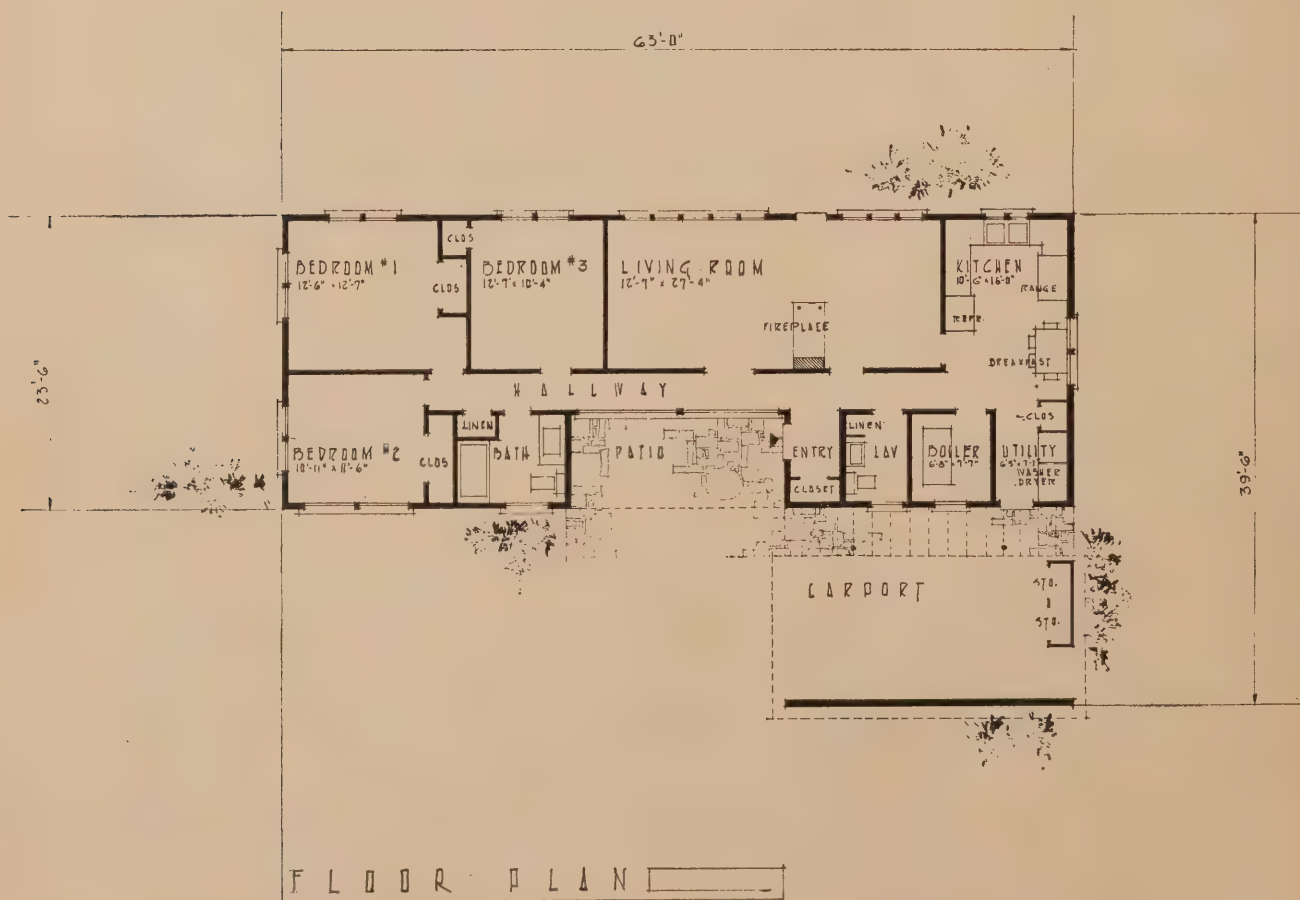 63'-0"
CLOS
BEDROOM #1
12'-6" x 12'-7"
CLOS
BEDROOM #3
12'-7" x 10'-4"
LIVING ROOM
12'-7" x 27'-4"
FIREPLACE
KITCHEN
10'-6" x 16'-0"
RANGE
REFR.
BREAKFAST
23'-6"
HALLWAY
BEDROOM #2
10'-11" x 11'-6"
CLOS
LINEN
BATH
PATIO
ENTRY
CLOSET
LINEN
LAV
BOILER
6'-8" x 7'-7"
CLOS
UTILITY
WASHER
DRYER
39'-6"
CARPORT
STO.
STO.
FLOOR PLAN